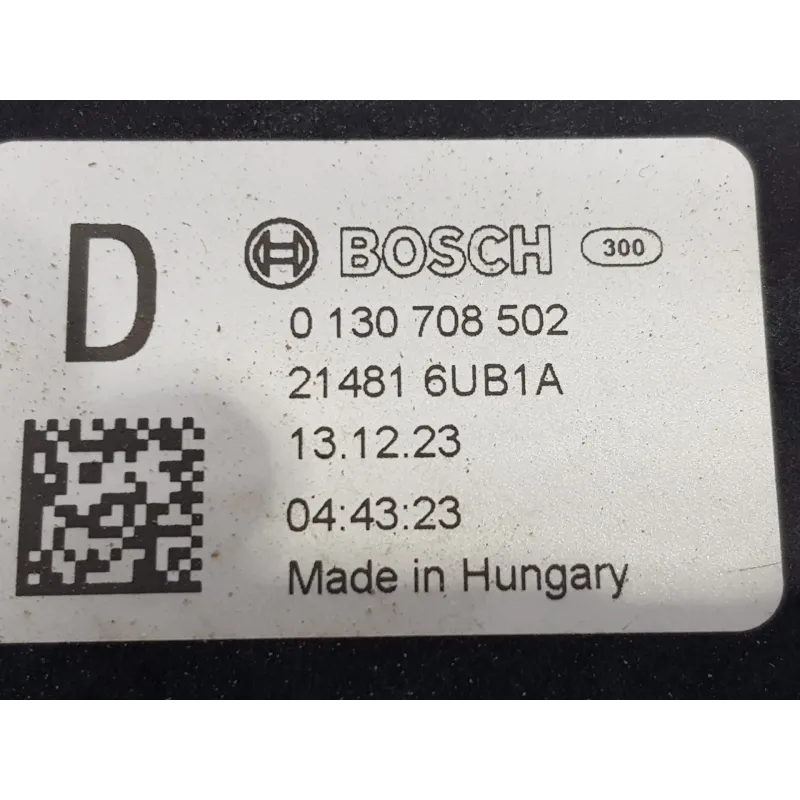 D
BOSCH 300
0 130 708 502
21481 6UB1A
13.12.23
04:43:23
Made in Hungary